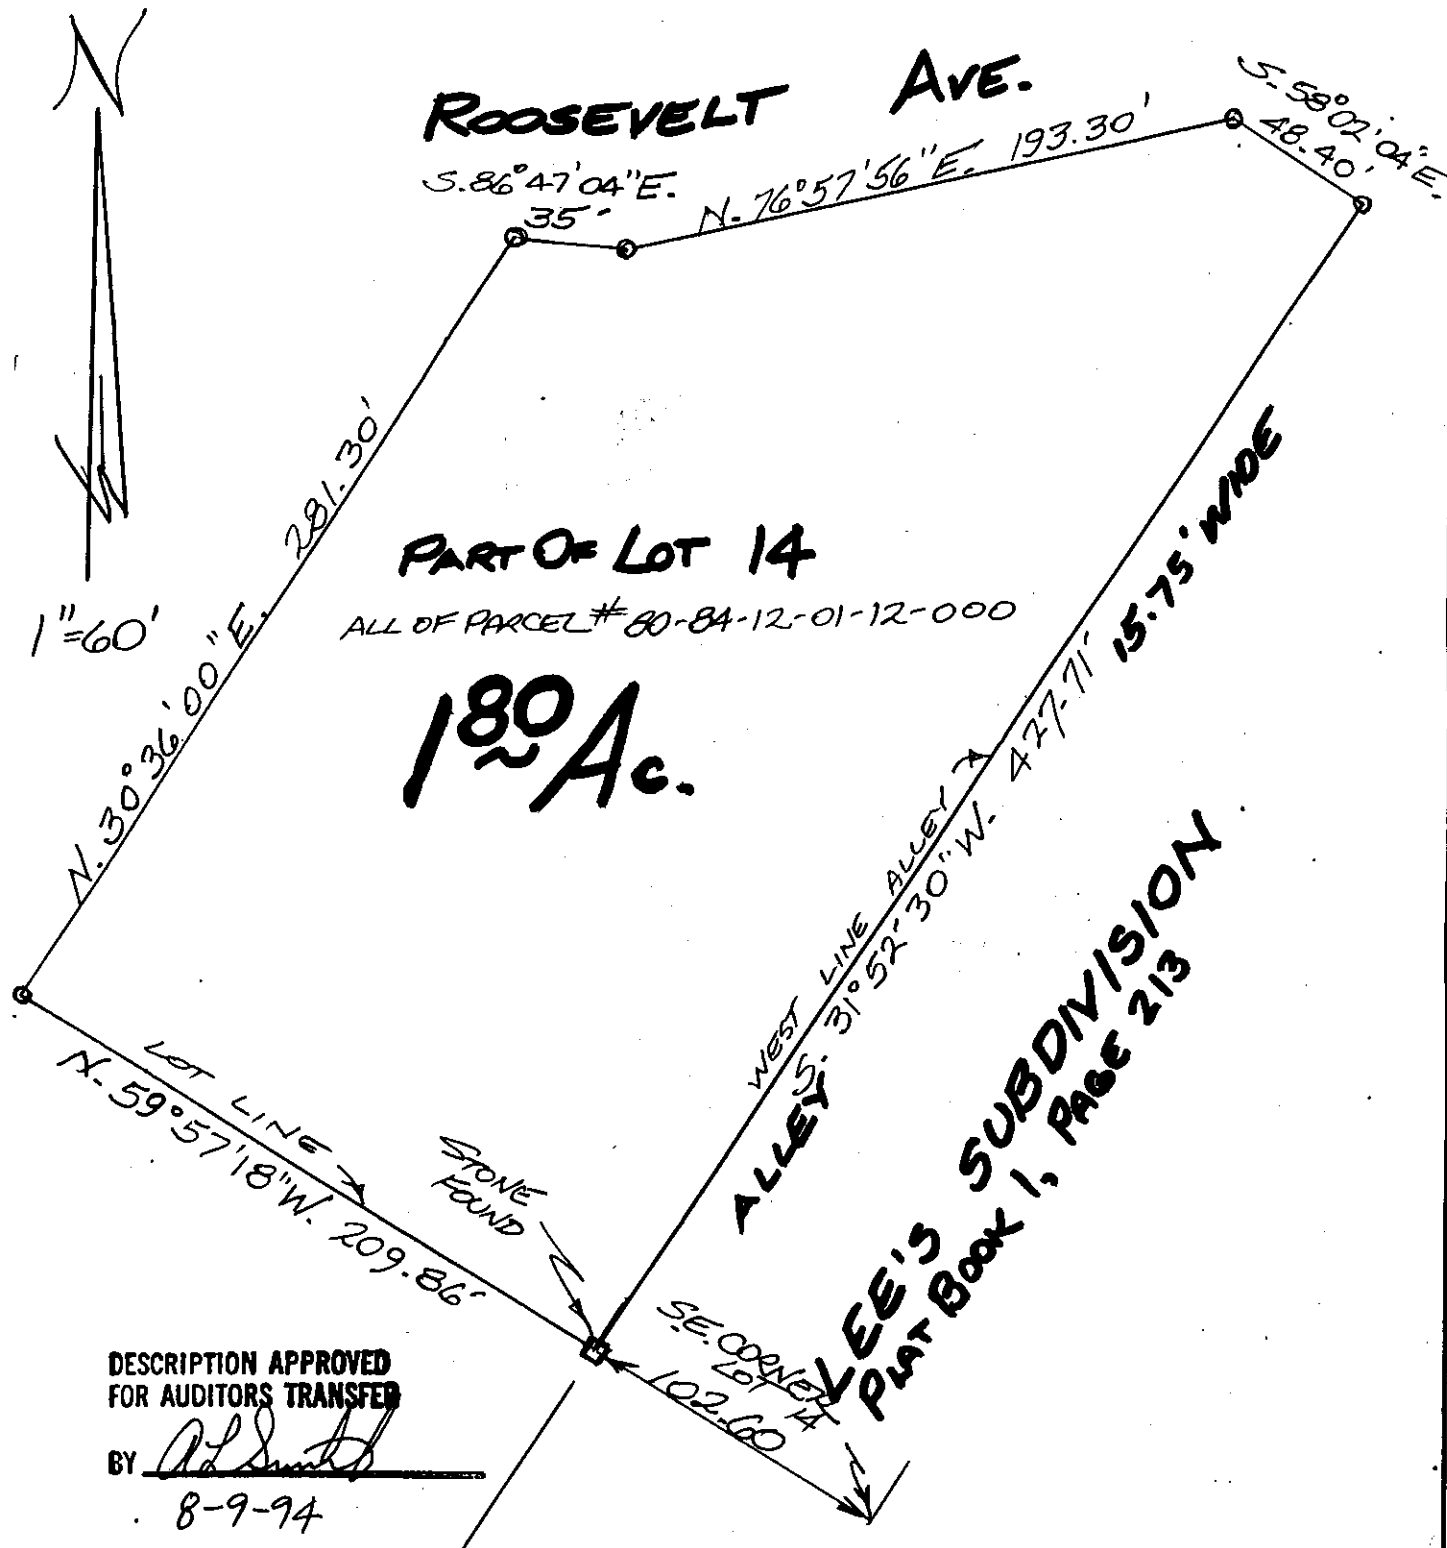 N
ROOSEVELT AVE.
S. 86°47'04"E.
35'
N. 76°57'56"E. 193.30'
S. 58°02'04"E.
48.40'
281.30'
N. 30°36'00"E.
1"=60'
PART OF LOT 14
ALL OF PARCEL # 80-84-12-01-12-000
1 80 Ac.
15.75' WIDE
WEST LINE ALLEY
S. 31°52'30"W. 427.71'
ALLEY
LEE'S SUBDIVISION
PLAT BOOK 1, PAGE 213
LOT LINE
N. 59°57'18"W. 209.86'
STONE
FOUND
S.E. CORNER
LOT 14
102.60
DESCRIPTION APPROVED
FOR AUDITORS TRANSFER
BY
8-9-94